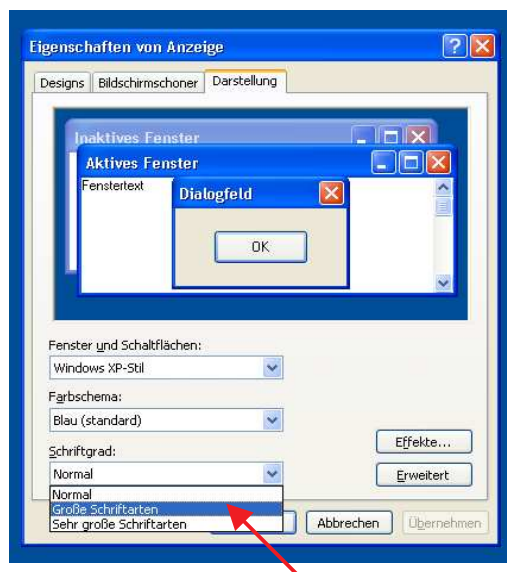 Eigenschaften von Anzeige
Designs Bildschirmschoner Darstellung
Inaktives Fenster
Aktives Fenster
Fenstertext
Dialogfeld
OK
Fenster und Schaltflächen:
Windows XP-Stil
Farbschema:
Blau (standard)
Effekte...
Schriftgrad:
Normal
Erweitert
Normal
Große Schriftarten
Sehr große Schriftarten
Abbrechen Übernehmen